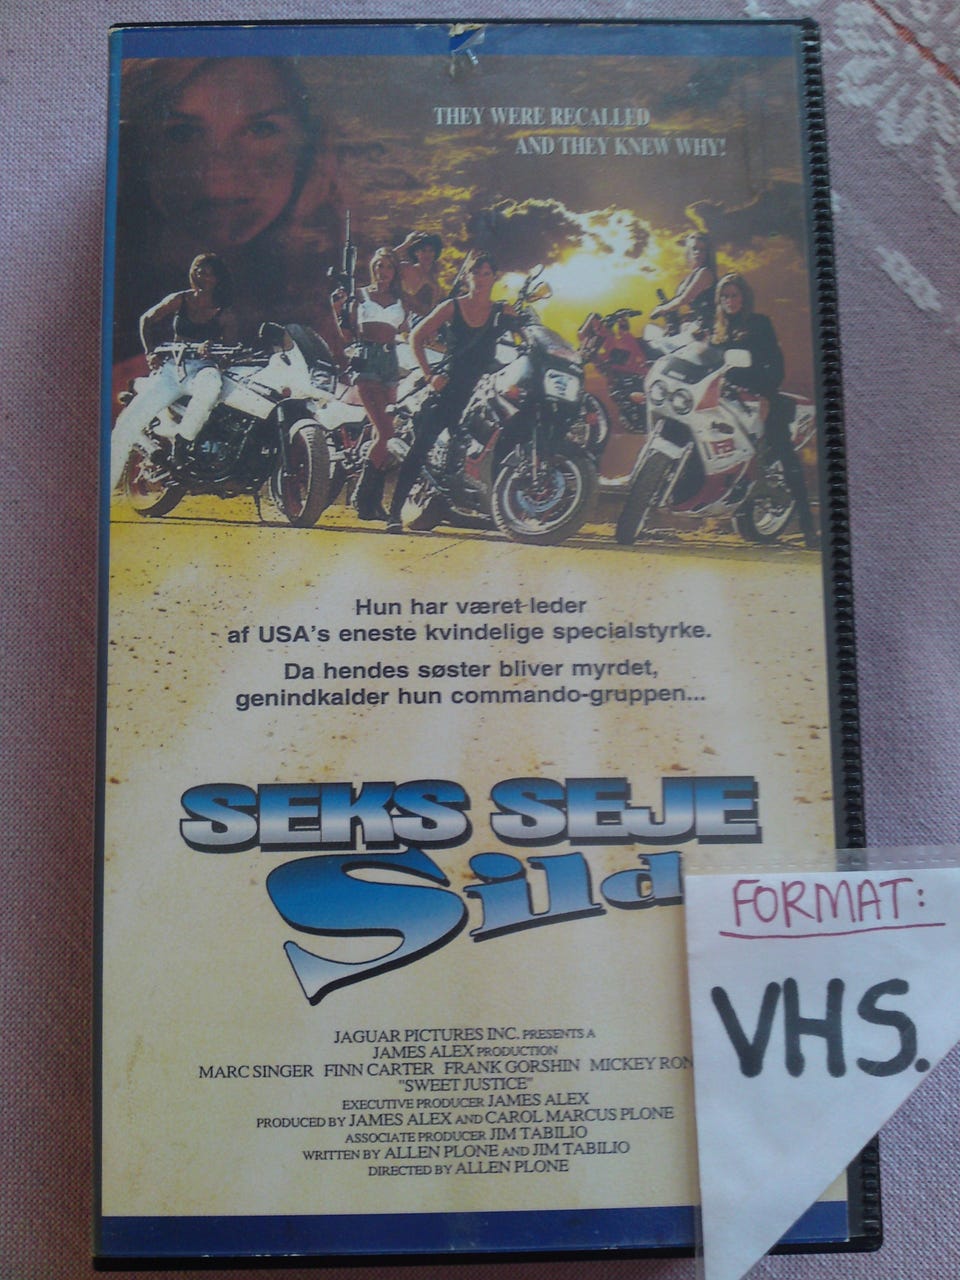 THEY WERE RECALLED
AND THEY KNEW WHY!
Hun har været leder
af USA's eneste kvindelige specialstyrke.
Da hendes søster bliver myrdet,
genindkalder hun commando-gruppen...
SEKS SEJE
Sild
FORMAT:
VHS.
JAGUAR PICTURES INC. PRESENTS A
JAMES ALEX PRODUCTION
MARC SINGER FINN CARTER FRANK GORSHIN MICKEY RON
"SWEET JUSTICE"
EXECUTIVE PRODUCER JAMES ALEX
PRODUCED BY JAMES ALEX AND CAROL MARCUS PLONE
ASSOCIATE PRODUCER JIM TABILIO
WRITTEN BY ALLEN PLONE AND JIM TABILIO
DIRECTED BY ALLEN PLONE